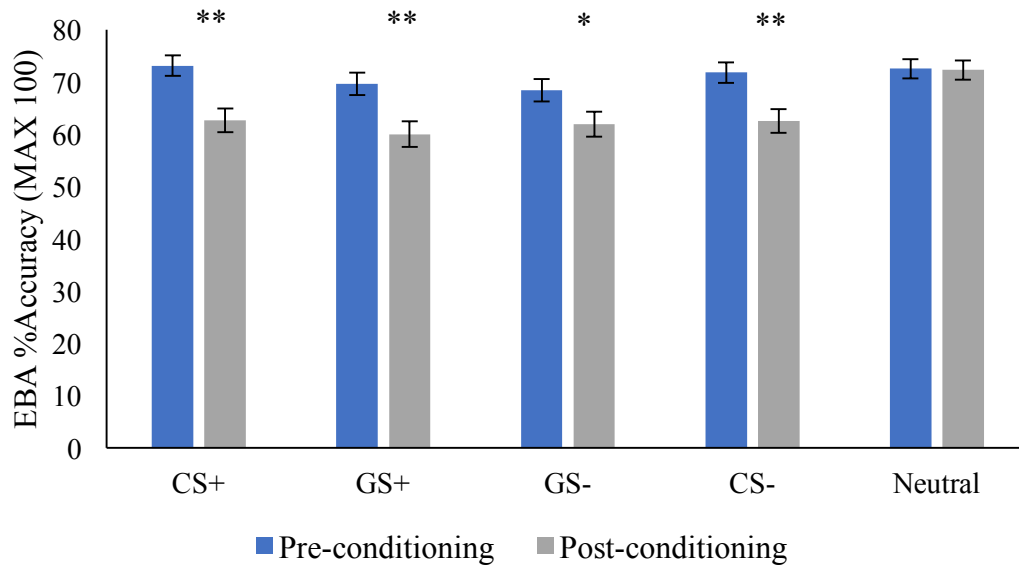 ** ** * **
80
70
60
50
40
30
20
10
0
EBA %Accuracy (MAX 100)
CS+ GS+ GS- CS- Neutral
Pre-conditioning Post-conditioning